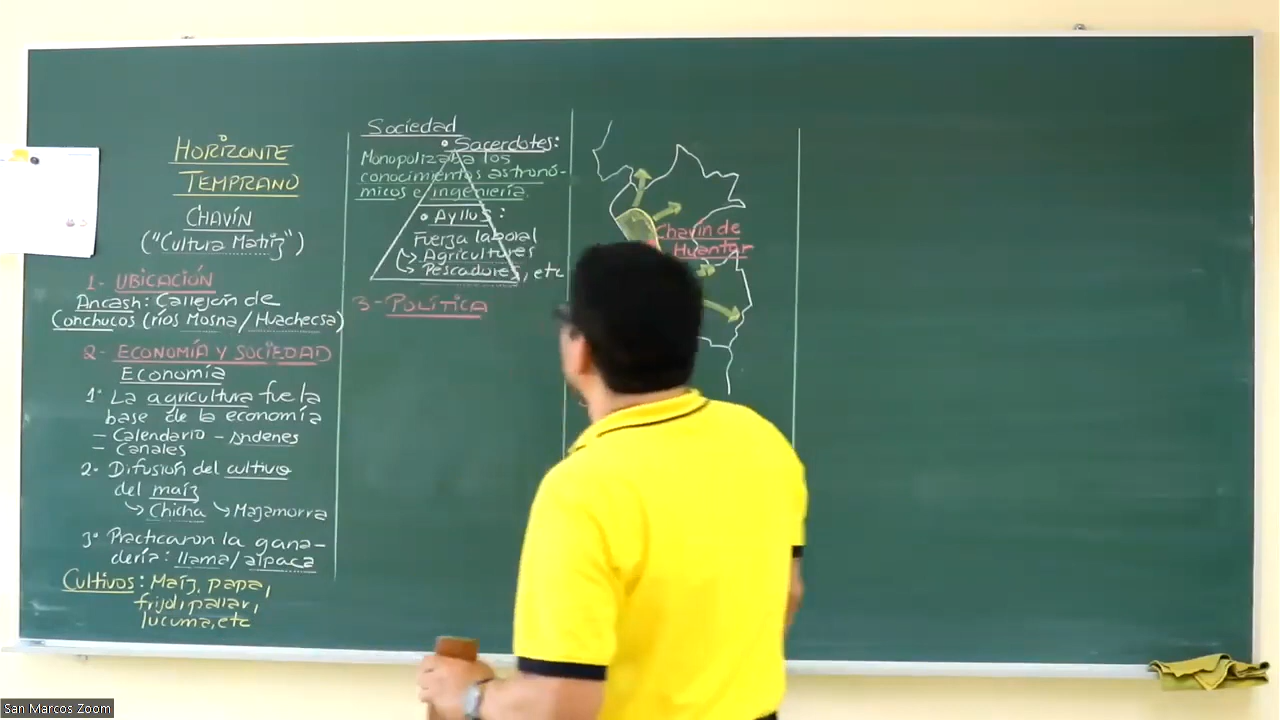 HORIZONTE
TEMPRANO
CHAVÍN
("Cultura Matriz")
1- UBICACIÓN
Ancash: Callejón de
Conchucos (ríos Mosna/Huachecsa)
2- ECONOMÍA Y SOCIEDAD
Economía
1° La agricultura fue la
base de la economía
- Calendario - Andenes
- Canales
2- Difusión del cultivo
del maíz
↳ Chicha ↳ Mazamorra
3° Practicaron la gana-
dería: llama/alpaca
Cultivos: Maíz, papa,
frijol, pallar,
lucuma, etc
Sociedad
• Sacerdotes:
Monopolizaba los
conocimientos astronó-
micos e ingeniería.
• Ayllus:
Fuerza laboral
↳ Agricultores
↳ Pescadores, etc
3- POLÍTICA
Chavín de
Huantar
San Marcos Zoom